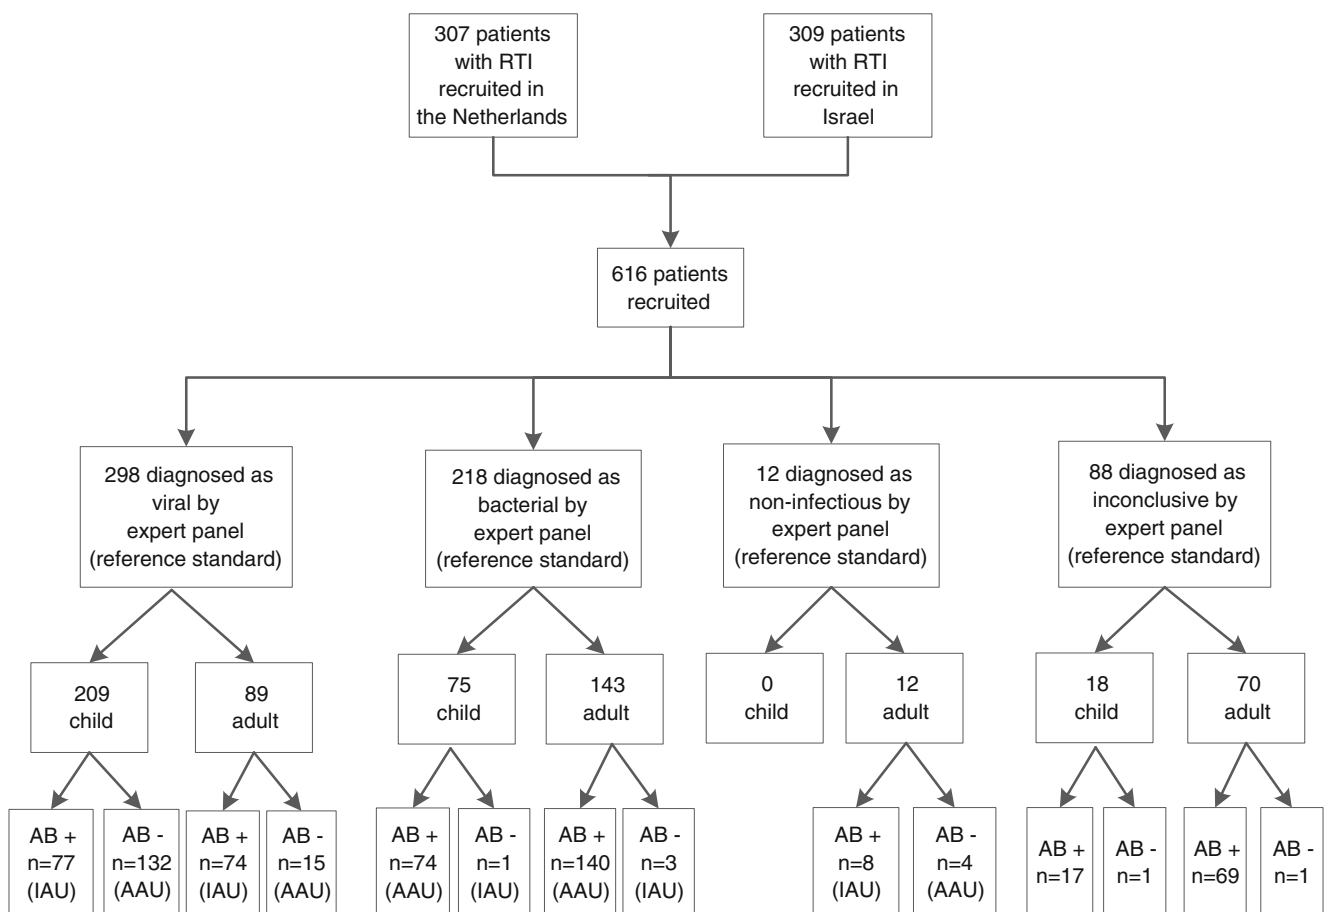 307 patients
with RTI
recruited in
the Netherlands
309 patients
with RTI
recruited in
Israel
616 patients
recruited
298 diagnosed as
viral by
expert panel
(reference standard)
218 diagnosed as
bacterial by
expert panel
(reference standard)
12 diagnosed as
non-infectious by
expert panel
(reference standard)
88 diagnosed as
inconclusive by
expert panel
(reference standard)
209
child
89
adult
75
child
143
adult
0
child
12
adult
18
child
70
adult
AB +
n=77
(IAU)
AB -
n=132
(AAU)
AB +
n=74
(IAU)
AB -
n=15
(AAU)
AB +
n=74
(AAU)
AB -
n=1
(IAU)
AB +
n=140
(AAU)
AB -
n=3
(IAU)
AB +
n=8
(IAU)
AB -
n=4
(AAU)
AB +
n=17
AB -
n=1
AB +
n=69
AB -
n=1